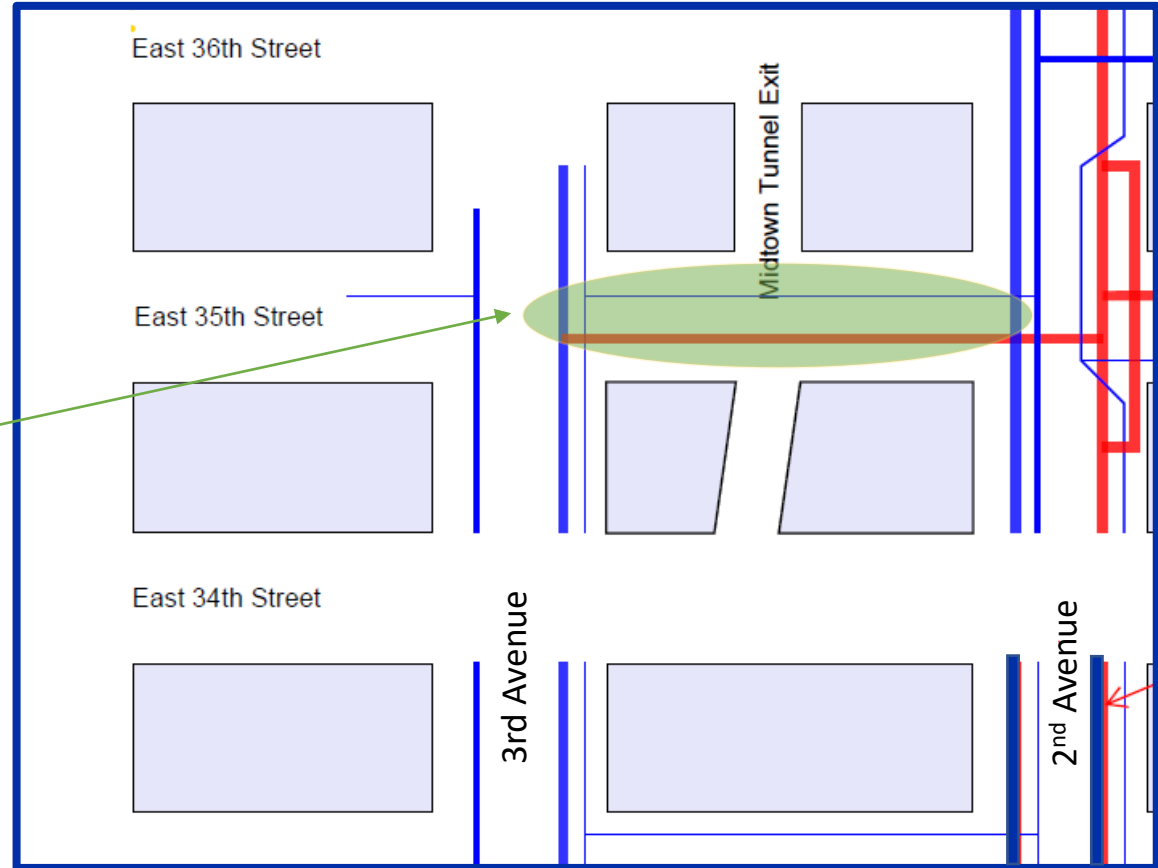 East 36th Street
Midtown Tunnel Exit
East 35th Street
East 34th Street
3rd Avenue
2nd Avenue